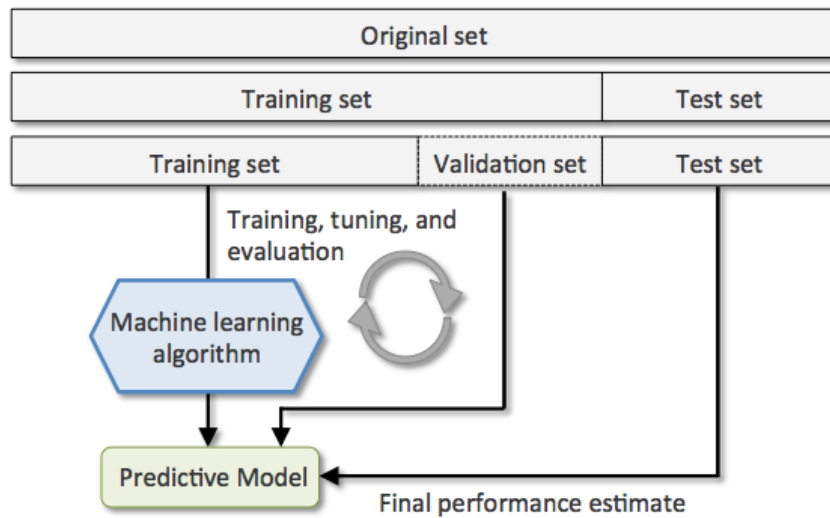 Original set
Training set Test set
Training set Validation set Test set
Training, tuning, and
evaluation
Machine learning
algorithm
Predictive Model
Final performance estimate